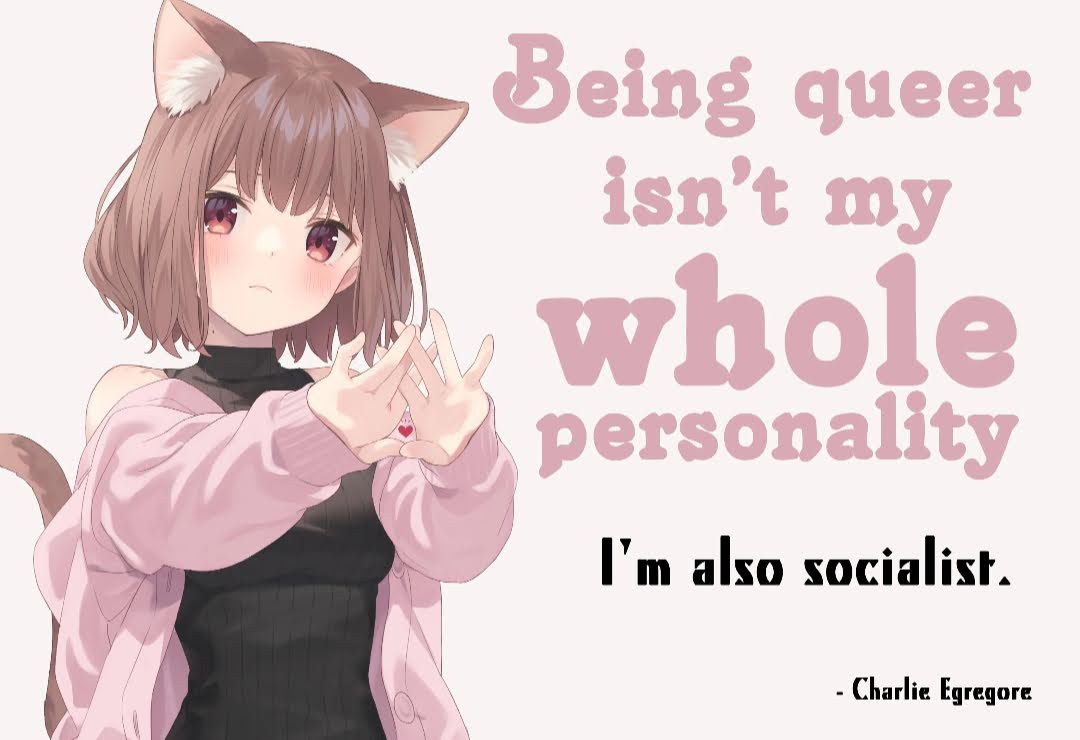 Being queer
isn't my
whole
personality
I'm also socialist.
- Charlie Egregore